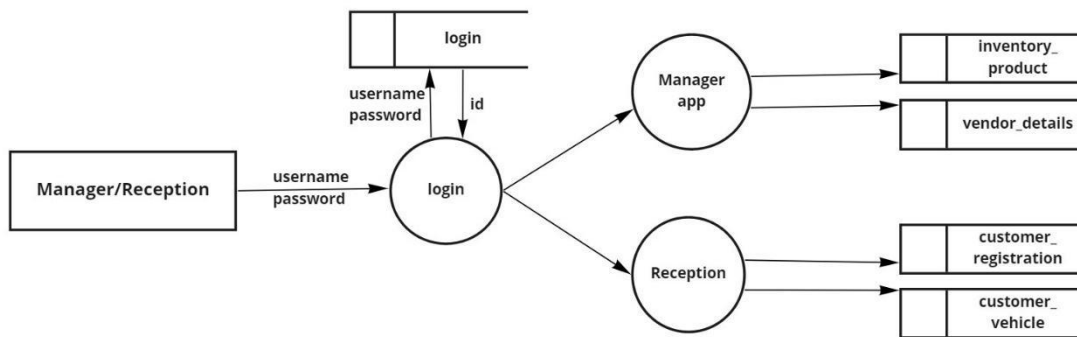 login
username
password
id
Manager/Reception
username
password
login
Manager
app
inventory_
product
vendor_details
Reception
customer_
registration
customer_
vehicle